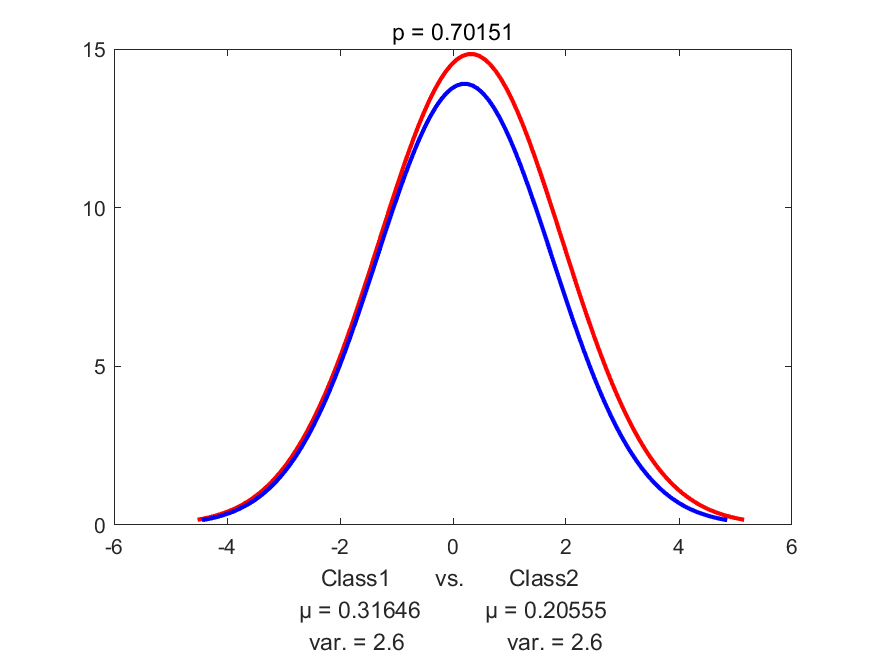 p = 0.70151
15
10
5
0
-6 -4 -2 0 2 4 6
Class1 vs. Class2
μ = 0.31646 μ = 0.20555
var. = 2.6 var. = 2.6